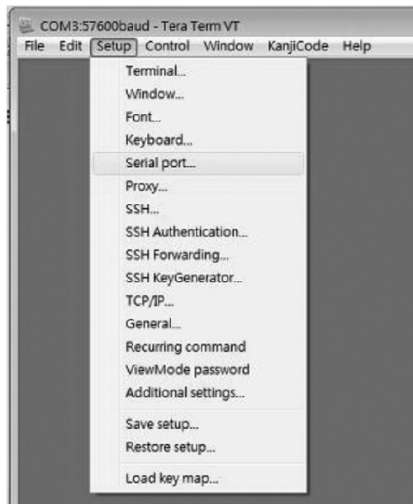 COM3:57600baud - Tera Term VT
File Edit Setup Control Window KanjiCode Help
Terminal...
Window...
Font...
Keyboard...
Serial port...
Proxy...
SSH...
SSH Authentication...
SSH Forwarding...
SSH KeyGenerator...
TCP/IP...
General...
Recurring command
ViewMode password
Additional settings...
Save setup...
Restore setup...
Load key map...